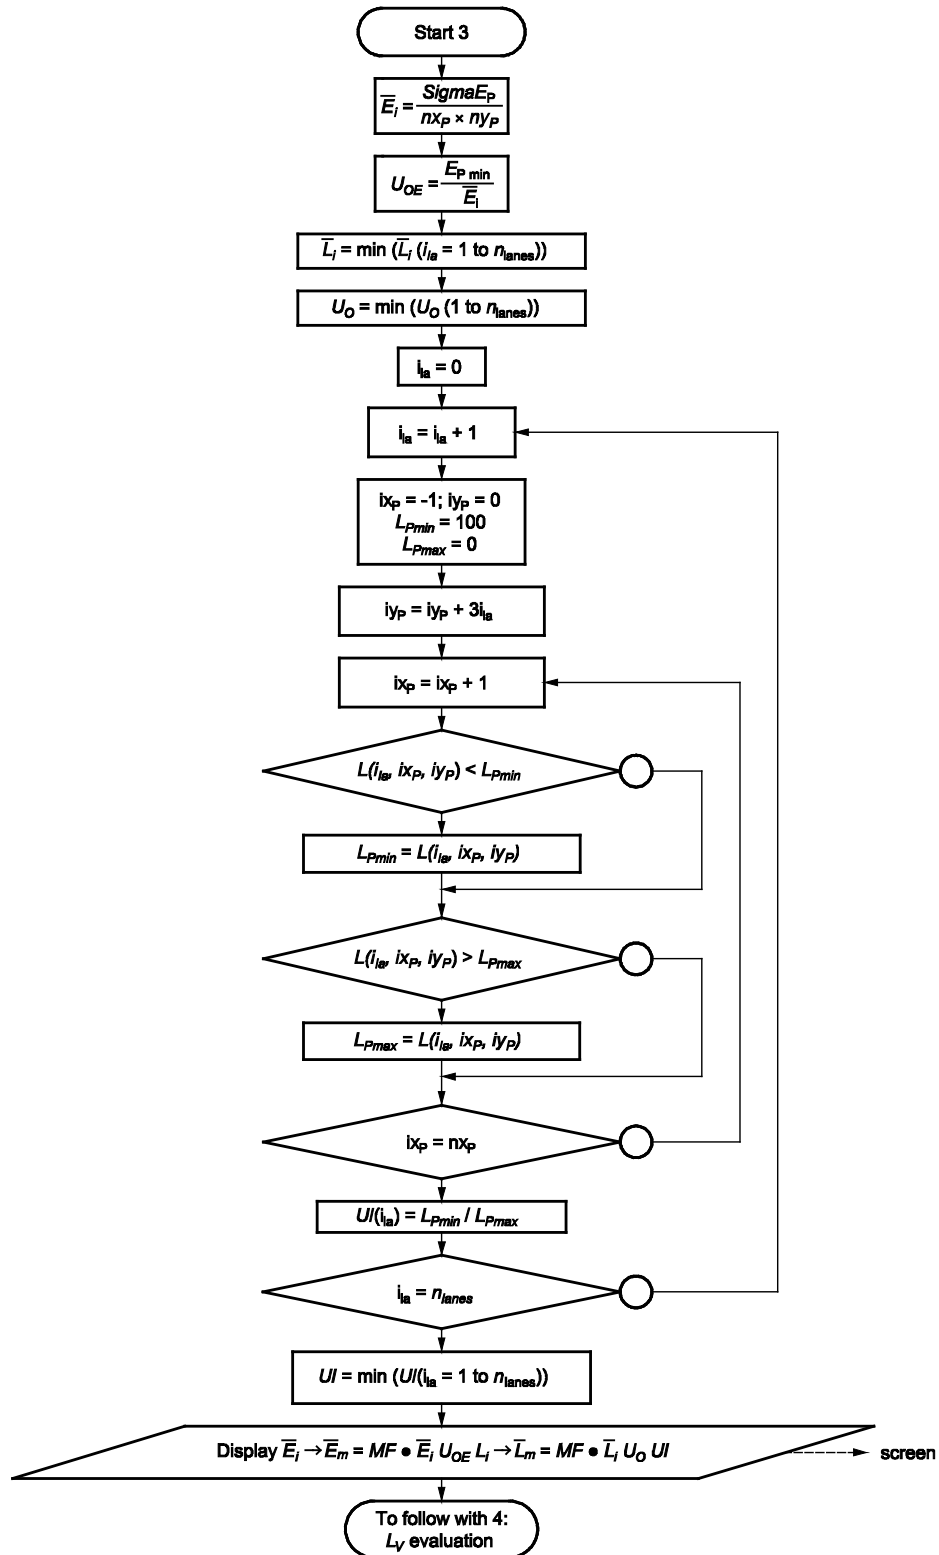 Start 3
E̅i = SigmaEP / nxP × nyP
UOE = EP min / E̅i
L̅i = min (L̅i (ila = 1 to nlanes))
UO = min (UO (1 to nlanes))
ila = 0
ila = ila + 1
ixP = -1; iyP = 0
LPmin = 100
LPmax = 0
iyP = iyP + 3ila
ixP = ixP + 1
L(ila, ixP, iyP) < LPmin
LPmin = L(ila, ixP, iyP)
L(ila, ixP, iyP) > LPmax
LPmax = L(ila, ixP, iyP)
ixP = nxP
UI(ila) = LPmin / LPmax
ila = nlanes
UI = min (UI(ila = 1 to nlanes))
Display E̅i → E̅m = MF • E̅i UOE Li → L̅m = MF • L̅i UO UI
screen
To follow with 4:
LV evaluation